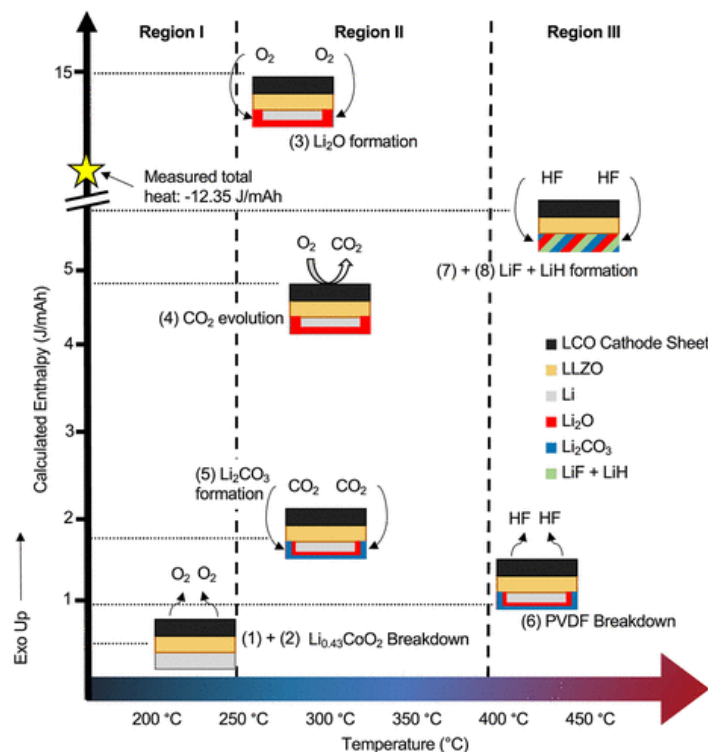 Region I
Region II
Region III
O₂ O₂
15
(3) Li₂O formation
Measured total
heat: -12.35 J/mAh
HF HF
(7) + (8) LiF + LiH formation
O₂ CO₂
5
(4) CO₂ evolution
4
LCO Cathode Sheet
LLZO
Li
Li₂O
Li₂CO₃
LiF + LiH
3
Calculated Enthalpy (J/mAh)
(5) Li₂CO₃
formation
CO₂ CO₂
2
HF HF
O₂ O₂
1
(6) PVDF Breakdown
(1) + (2) Li₀.₄₃CoO₂ Breakdown
Exo Up
200 °C 250 °C 300 °C 350 °C 400 °C 450 °C
Temperature (°C)